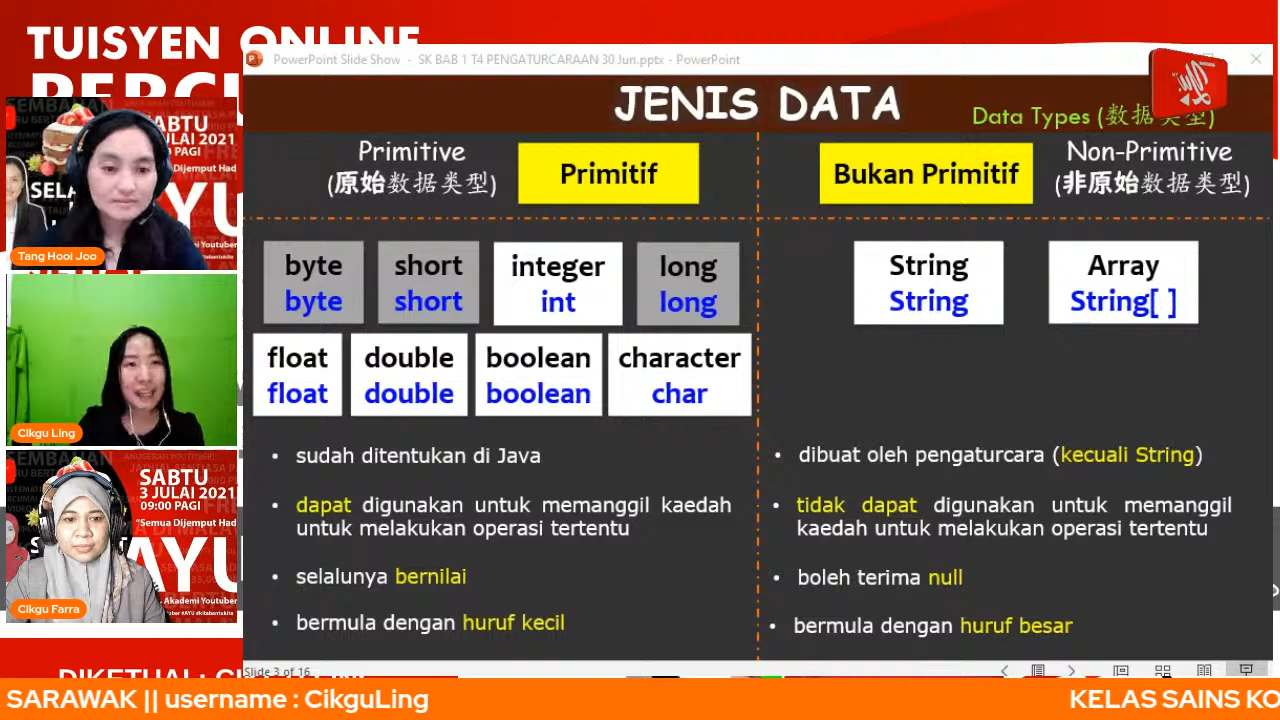 TUISYEN ONLINE
PowerPoint Slide Show - SK BAB 1 T4 PENGATURCARAAN 30 Jun.pptx - PowerPoint
JENIS DATA
Data Types (数据类型)
Primitive
(原始数据类型)
Primitif
Bukan Primitif
Non-Primitive
(非原始数据类型)
byte
byte
short
short
integer
int
long
long
float
float
double
double
boolean
boolean
character
char
String
String
Array
String[ ]
• sudah ditentukan di Java
• dapat digunakan untuk memanggil kaedah
untuk melakukan operasi tertentu
• selalunya bernilai
• bermula dengan huruf kecil
• dibuat oleh pengaturcara (kecuali String)
• tidak dapat digunakan untuk memanggil
kaedah untuk melakukan operasi tertentu
• boleh terima null
• bermula dengan huruf besar
Slide 3 of 16
SABTU
Tang Hooi Joo
Cikgu Ling
SABTU
3 JULAI 2021
09:00 PAGI
"Semua Dijemput Had
Akademi Youtuber
Cikgu Farra
SARAWAK || username : CikguLing
KELAS SAINS KO